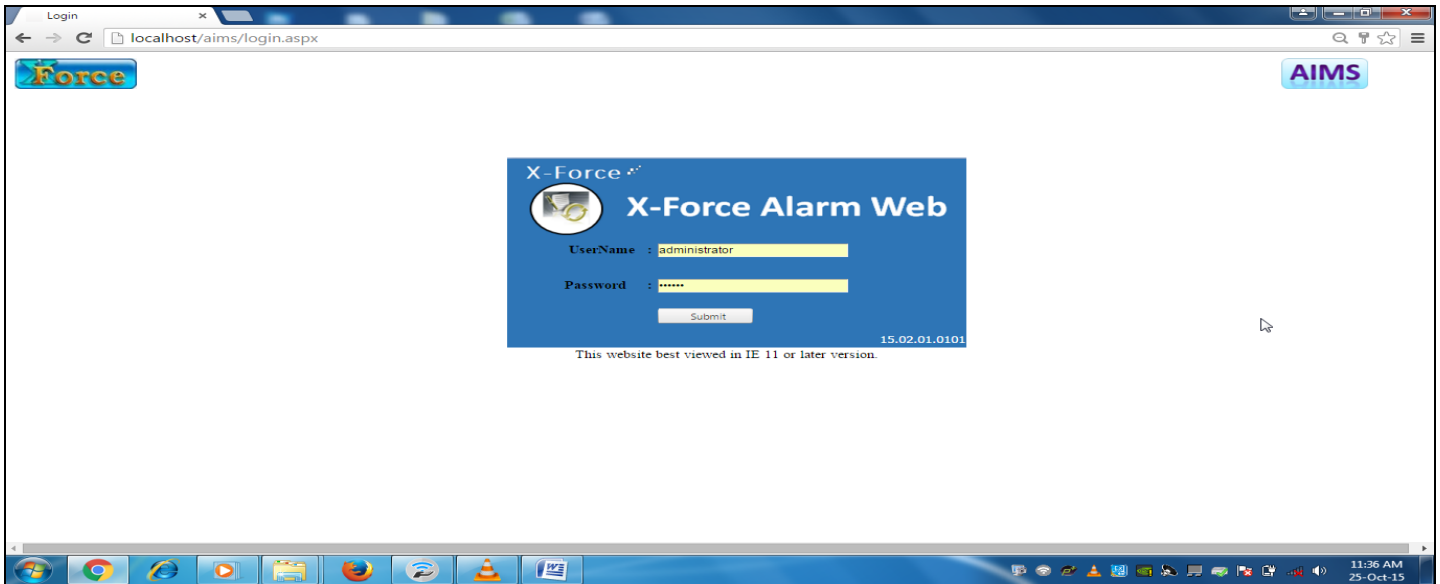 Login
localhost/aims/login.aspx
XForce
AIMS
X-Force
X-Force Alarm Web
UserName : administrator
Password : ••••••
Submit
15.02.01.0101
This website best viewed in IE 11 or later version.
11:36 AM
25-Oct-15